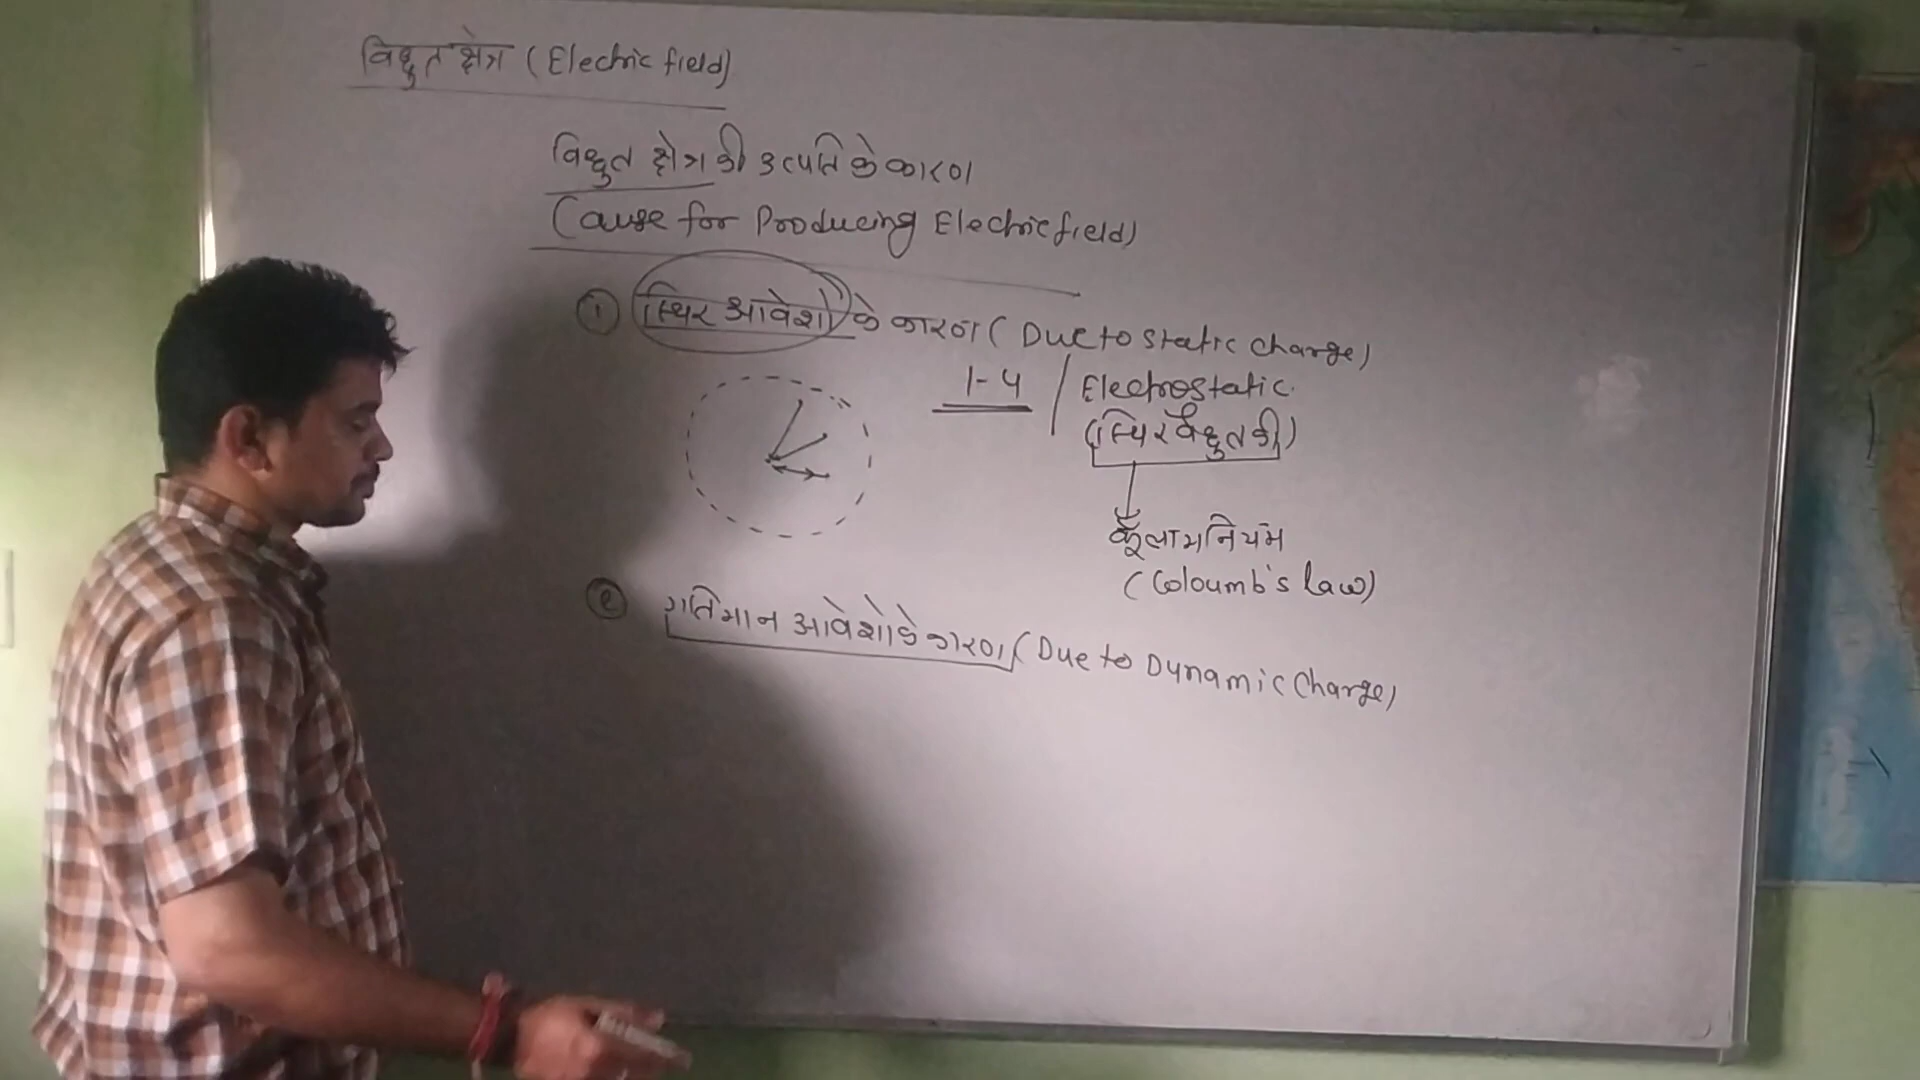 विद्युत क्षेत्र (Electric field)
विद्युत क्षेत्र की उत्पति के कारण
(Cause for Producing Electric field)
① स्थिर आवेशो के कारण ( Due to static charge)
1-4 / Electrostatic.
(स्थिर वैद्युतकी)
कूलाम नियम
(Coloumb's law)
② गतिमान आवेशो के कारण (Due to Dynamic Charge)